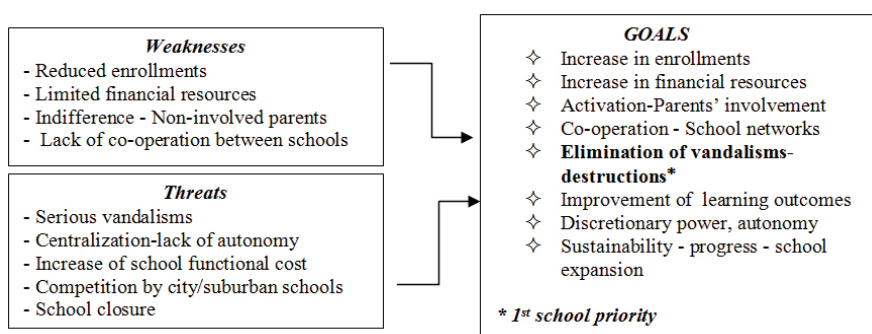 Weaknesses
- Reduced enrollments
- Limited financial resources
- Indifference - Non-involved parents
- Lack of co-operation between schools
Threats
- Serious vandalisms
- Centralization-lack of autonomy
- Increase of school functional cost
- Competition by city/suburban schools
- School closure
GOALS
✧ Increase in enrollments
✧ Increase in financial resources
✧ Activation-Parents’ involvement
✧ Co-operation - School networks
✧ Elimination of vandalisms-
destructions*
✧ Improvement of learning outcomes
✧ Discretionary power, autonomy
✧ Sustainability - progress - school
expansion
* 1st school priority